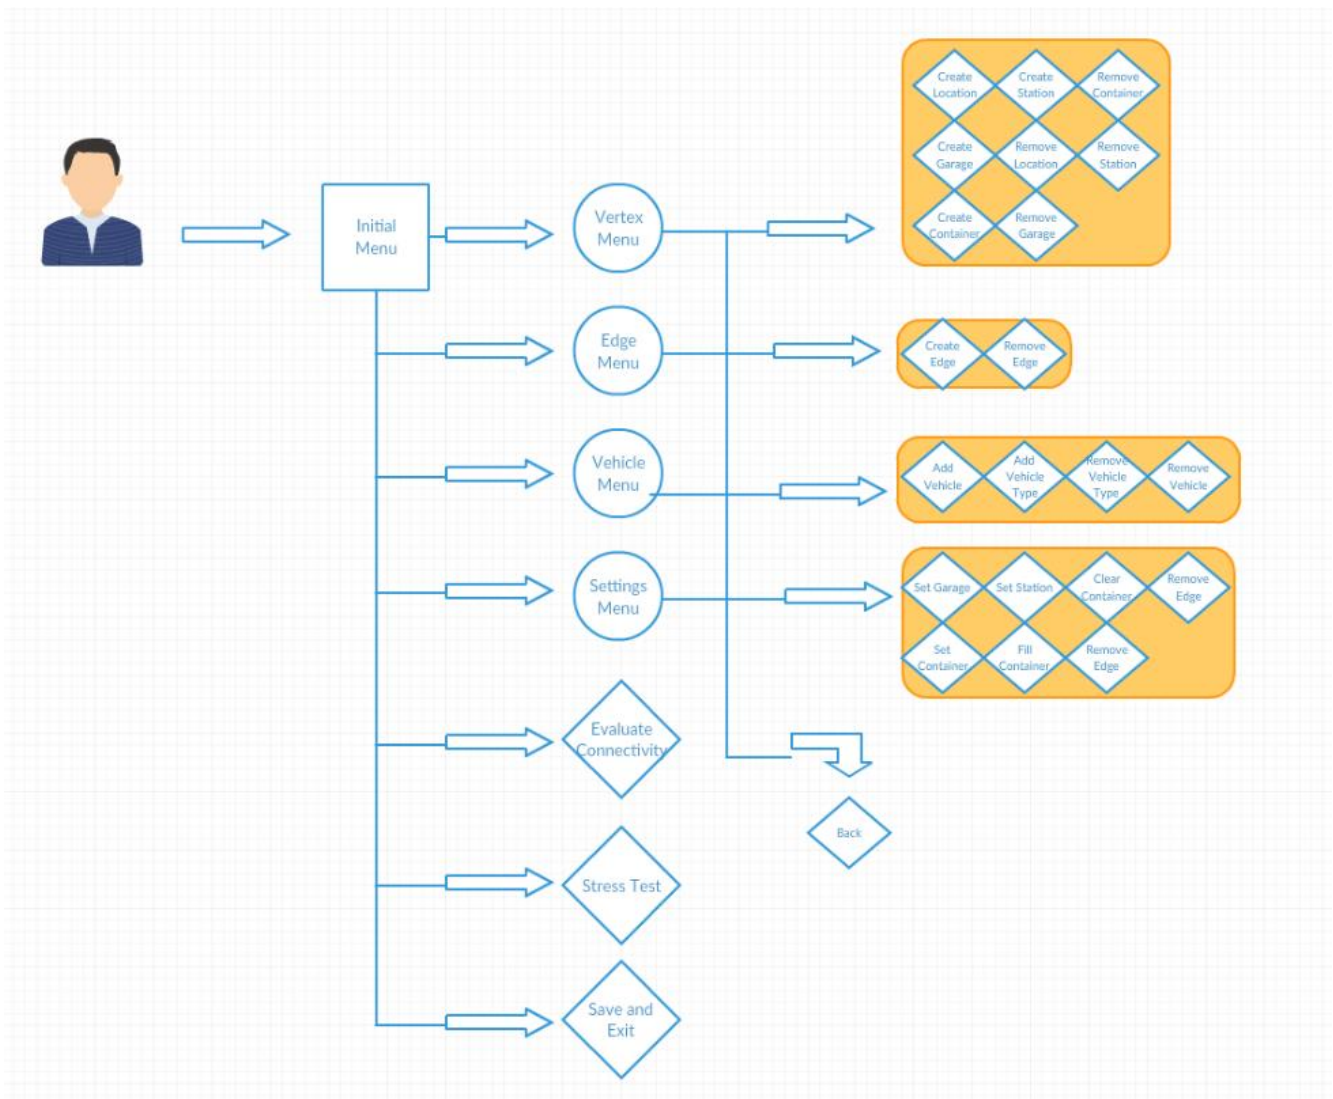 Initial
Menu
Vertex
Menu
Create
Location
Create
Station
Remove
Container
Create
Garage
Remove
Location
Remove
Station
Create
Container
Remove
Garage
Edge
Menu
Create
Edge
Remove
Edge
Vehicle
Menu
Add
Vehicle
Add
Vehicle
Type
Remove
Vehicle
Type
Remove
Vehicle
Settings
Menu
Set Garage
Set Station
Clear
Container
Remove
Edge
Set
Container
Fill
Container
Remove
Edge
Evaluate
Connectivity
Back
Stress Test
Save and
Exit